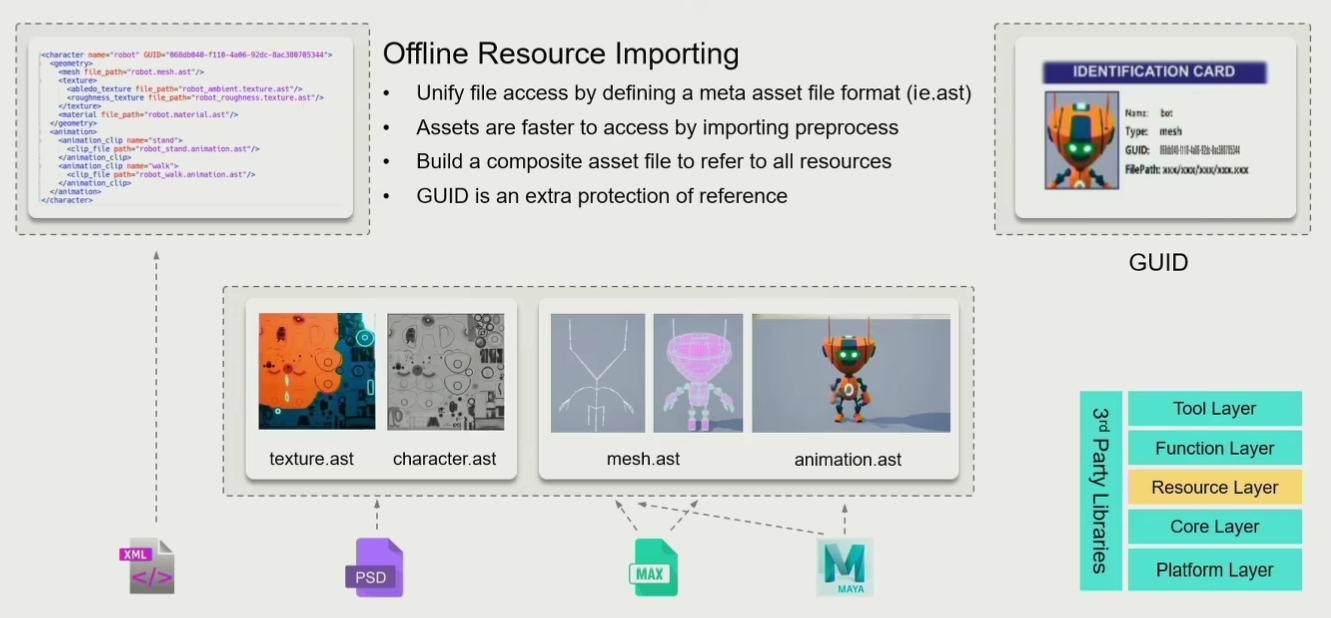 <character name="robot" GUID="068db040-f110-4a06-92dc-8ac380705344">
<geometry>
<mesh file_path="robot.mesh.ast"/>
<texture>
<abledo_texture file_path="robot_ambient.texture.ast"/>
<roughness_texture file_path="robot_roughness.texture.ast"/>
</texture>
<material file_path="robot.material.ast"/>
</geometry>
<animation>
<animation_clip name="stand">
<clip_file path="robot_stand.animation.ast"/>
</animation_clip>
<animation_clip name="walk">
<clip_file path="robot_walk.animation.ast"/>
</animation_clip>
</animation>
</character>
Offline Resource Importing
• Unify file access by defining a meta asset file format (ie.ast)
• Assets are faster to access by importing preprocess
• Build a composite asset file to refer to all resources
• GUID is an extra protection of reference
IDENTIFICATION CARD
Name: bot
Type: mesh
GUID: 068db040-f110-4a06-92dc-8ac380705344
FilePath: xxx/xxx/xxx/xxx.xxx
GUID
texture.ast
character.ast
mesh.ast
animation.ast
XML
</>
PSD
MAX
MAYA
3rd Party Libraries
Tool Layer
Function Layer
Resource Layer
Core Layer
Platform Layer